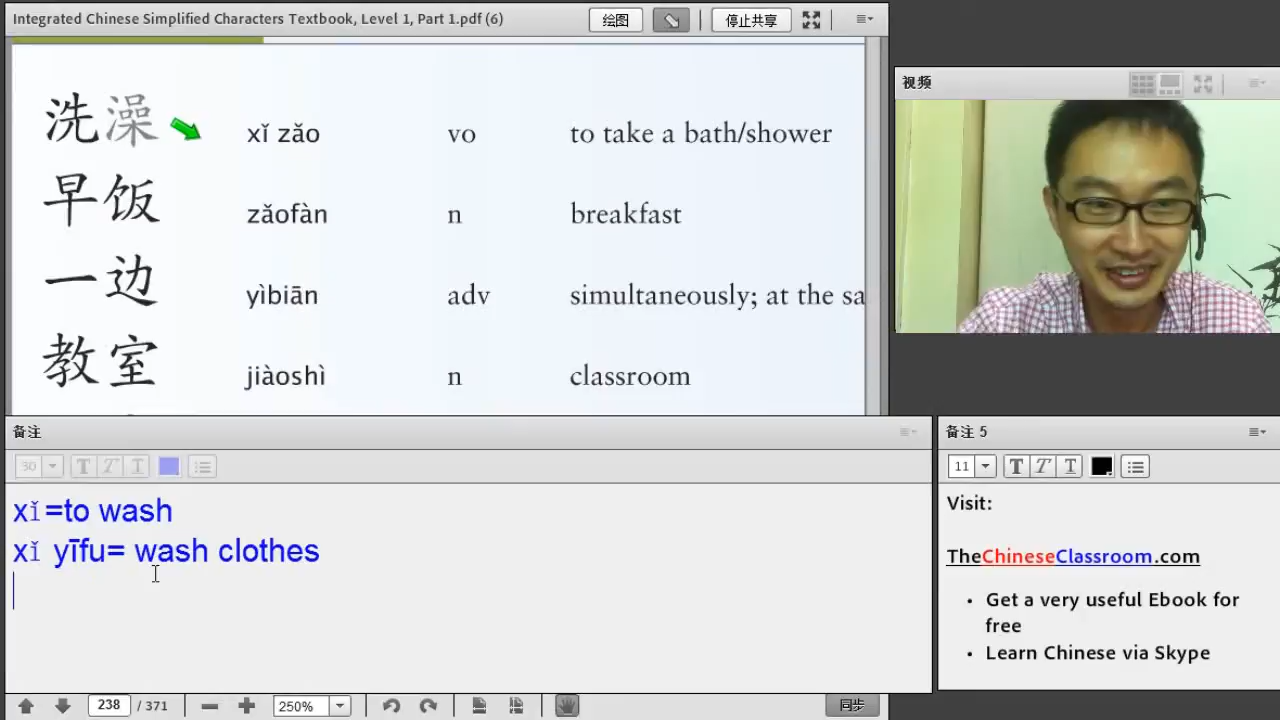 Integrated Chinese Simplified Characters Textbook, Level 1, Part 1.pdf (6)
绘图
停止共享
洗澡 xǐ zǎo vo to take a bath/shower
早饭 zǎofàn n breakfast
一边 yìbiān adv simultaneously; at the sa
教室 jiàoshì n classroom
视频
备注
30 T T T
xǐ=to wash
xǐ yīfu= wash clothes
备注 5
11 T T T
Visit:
TheChineseClassroom.com
• Get a very useful Ebook for
free
• Learn Chinese via Skype
238 / 371 250% 同步